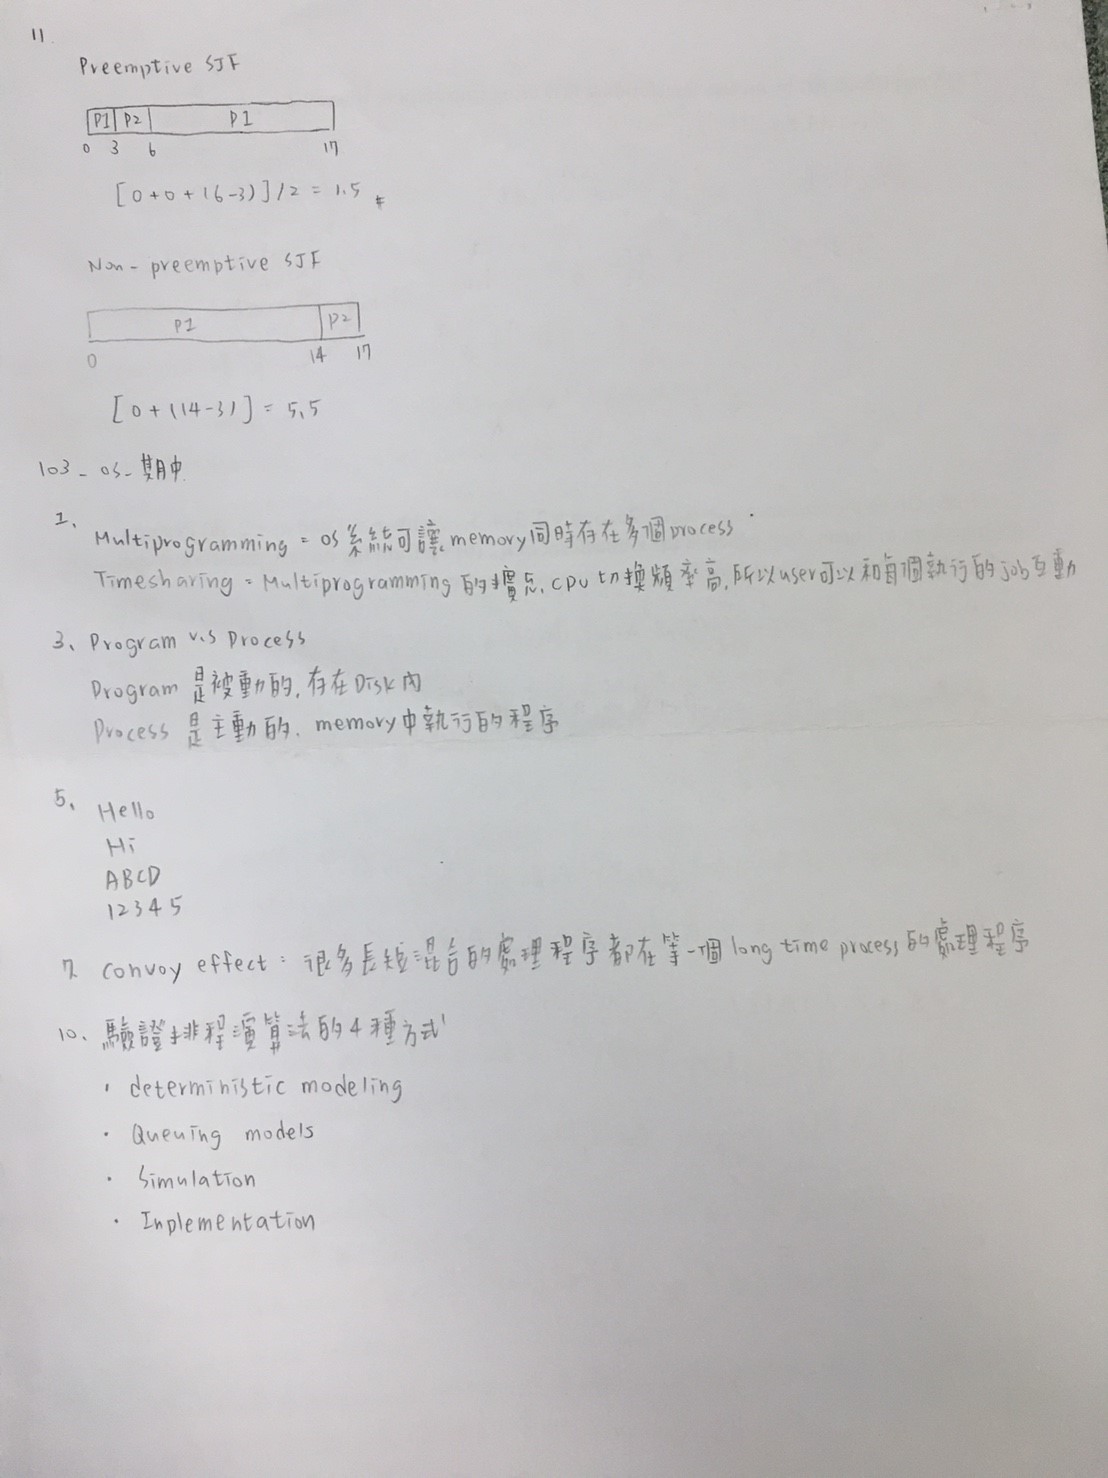 11
Preemptive SJF
P1 P2 P1
0 3 6 17
[0+0+(6-3)]/2 = 1.5 #
Non-preemptive SJF
P1 P2
0 14 17
[0+(14-3)] = 5.5
103-OS-期中
1、
Multiprogramming = OS系統可讓memory同時存在多個process
Timesharing = Multiprogramming的擴充, CPU切換頻率高,所以user可以和每個執行的job互動
3、Program v.s Process
Program 是被動的,存在Disk內
Process 是主動的, memory中執行的程序
5、Hello
Hi
ABCD
12345
7. Convoy effect: 很多長短混合的處理程序都在等一個long time process的處理程序
10、驗證排程演算法的4種方式
· deterministic modeling
· Queuing models
· Simulation
· Inplementation